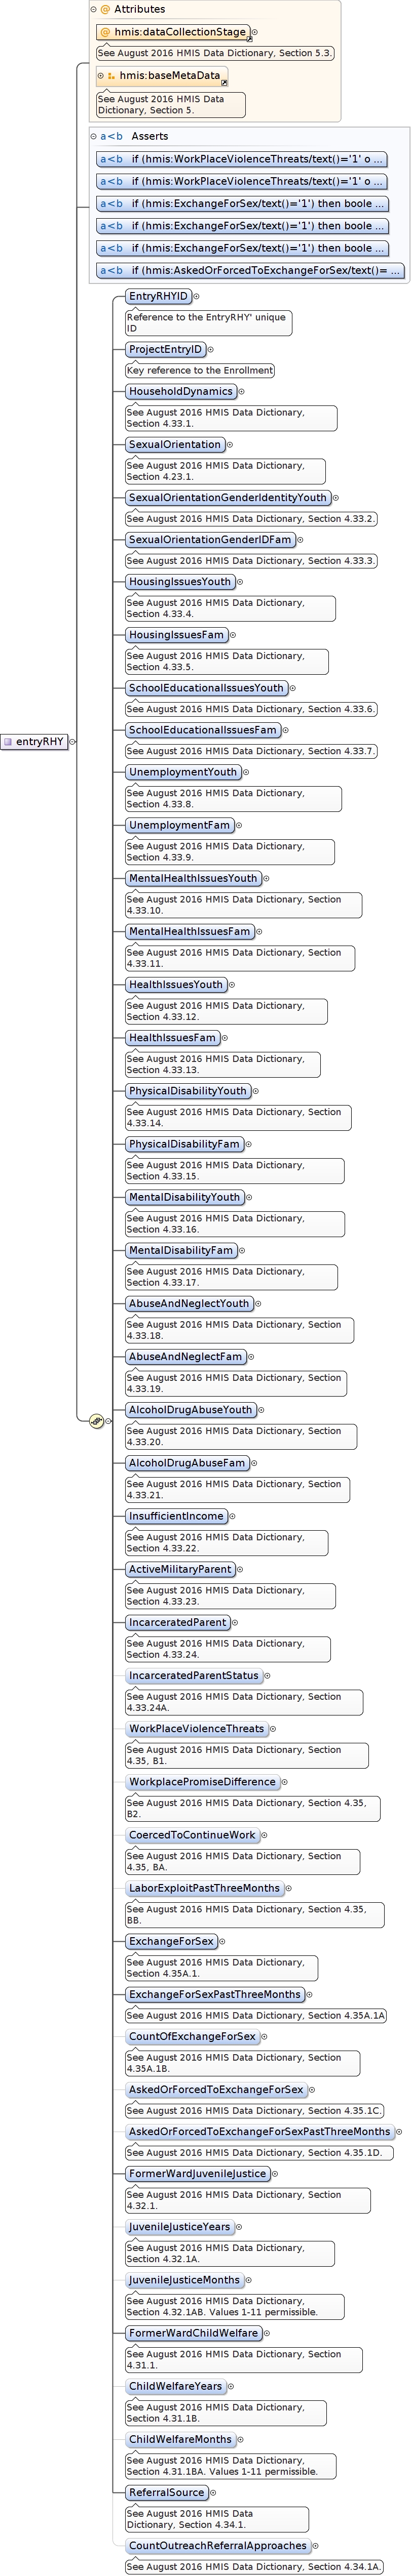 Attributes
@ hmis:dataCollectionStage
See August 2016 HMIS Data Dictionary, Section 5.3.
hmis:baseMetaData
See August 2016 HMIS Data
Dictionary, Section 5.
a<b Asserts
a<b if (hmis:WorkPlaceViolenceThreats/text()='1' o ...
a<b if (hmis:WorkPlaceViolenceThreats/text()='1' o ...
a<b if (hmis:ExchangeForSex/text()='1') then boole ...
a<b if (hmis:ExchangeForSex/text()='1') then boole ...
a<b if (hmis:ExchangeForSex/text()='1') then boole ...
a<b if (hmis:AskedOrForcedToExchangeForSex/text()= ...
entryRHY
EntryRHYID
Reference to the EntryRHY' unique
ID
ProjectEntryID
Key reference to the Enrollment
HouseholdDynamics
See August 2016 HMIS Data Dictionary,
Section 4.33.1.
SexualOrientation
See August 2016 HMIS Data Dictionary,
Section 4.23.1.
SexualOrientationGenderIdentityYouth
See August 2016 HMIS Data Dictionary, Section 4.33.2.
SexualOrientationGenderIDFam
See August 2016 HMIS Data Dictionary, Section 4.33.3.
HousingIssuesYouth
See August 2016 HMIS Data Dictionary,
Section 4.33.4.
HousingIssuesFam
See August 2016 HMIS Data Dictionary,
Section 4.33.5.
SchoolEducationalIssuesYouth
See August 2016 HMIS Data Dictionary, Section 4.33.6.
SchoolEducationalIssuesFam
See August 2016 HMIS Data Dictionary, Section 4.33.7.
UnemploymentYouth
See August 2016 HMIS Data Dictionary,
Section 4.33.8.
UnemploymentFam
See August 2016 HMIS Data Dictionary,
Section 4.33.9.
MentalHealthIssuesYouth
See August 2016 HMIS Data Dictionary, Section
4.33.10.
MentalHealthIssuesFam
See August 2016 HMIS Data Dictionary, Section
4.33.11.
HealthIssuesYouth
See August 2016 HMIS Data Dictionary,
Section 4.33.12.
HealthIssuesFam
See August 2016 HMIS Data Dictionary,
Section 4.33.13.
PhysicalDisabilityYouth
See August 2016 HMIS Data Dictionary, Section
4.33.14.
PhysicalDisabilityFam
See August 2016 HMIS Data Dictionary,
Section 4.33.15.
MentalDisabilityYouth
See August 2016 HMIS Data Dictionary,
Section 4.33.16.
MentalDisabilityFam
See August 2016 HMIS Data Dictionary,
Section 4.33.17.
AbuseAndNeglectYouth
See August 2016 HMIS Data Dictionary, Section
4.33.18.
AbuseAndNeglectFam
See August 2016 HMIS Data Dictionary, Section
4.33.19.
AlcoholDrugAbuseYouth
See August 2016 HMIS Data Dictionary, Section
4.33.20.
AlcoholDrugAbuseFam
See August 2016 HMIS Data Dictionary, Section
4.33.21.
InsufficientIncome
See August 2016 HMIS Data Dictionary,
Section 4.33.22.
ActiveMilitaryParent
See August 2016 HMIS Data Dictionary,
Section 4.33.23.
IncarceratedParent
See August 2016 HMIS Data Dictionary,
Section 4.33.24.
IncarceratedParentStatus
See August 2016 HMIS Data Dictionary, Section
4.33.24A.
WorkPlaceViolenceThreats
See August 2016 HMIS Data Dictionary, Section
4.35, B1.
WorkplacePromiseDifference
See August 2016 HMIS Data Dictionary, Section 4.35,
B2.
CoercedToContinueWork
See August 2016 HMIS Data Dictionary, Section
4.35, BA.
LaborExploitPastThreeMonths
See August 2016 HMIS Data Dictionary, Section 4.35,
BB.
ExchangeForSex
See August 2016 HMIS Data
Dictionary, Section 4.35A.1.
ExchangeForSexPastThreeMonths
See August 2016 HMIS Data Dictionary, Section 4.35A.1A
CountOfExchangeForSex
See August 2016 HMIS Data Dictionary, Section
4.35A.1B.
AskedOrForcedToExchangeForSex
See August 2016 HMIS Data Dictionary, Section 4.35.1C.
AskedOrForcedToExchangeForSexPastThreeMonths
See August 2016 HMIS Data Dictionary, Section 4.35.1D.
FormerWardJuvenileJustice
See August 2016 HMIS Data Dictionary, Section
4.32.1.
JuvenileJusticeYears
See August 2016 HMIS Data Dictionary,
Section 4.32.1A.
JuvenileJusticeMonths
See August 2016 HMIS Data Dictionary,
Section 4.32.1AB. Values 1-11 permissible.
FormerWardChildWelfare
See August 2016 HMIS Data Dictionary, Section
4.31.1.
ChildWelfareYears
See August 2016 HMIS Data Dictionary,
Section 4.31.1B.
ChildWelfareMonths
See August 2016 HMIS Data Dictionary,
Section 4.31.1BA. Values 1-11 permissible.
ReferralSource
See August 2016 HMIS Data
Dictionary, Section 4.34.1.
CountOutreachReferralApproaches
See August 2016 HMIS Data Dictionary, Section 4.34.1A.